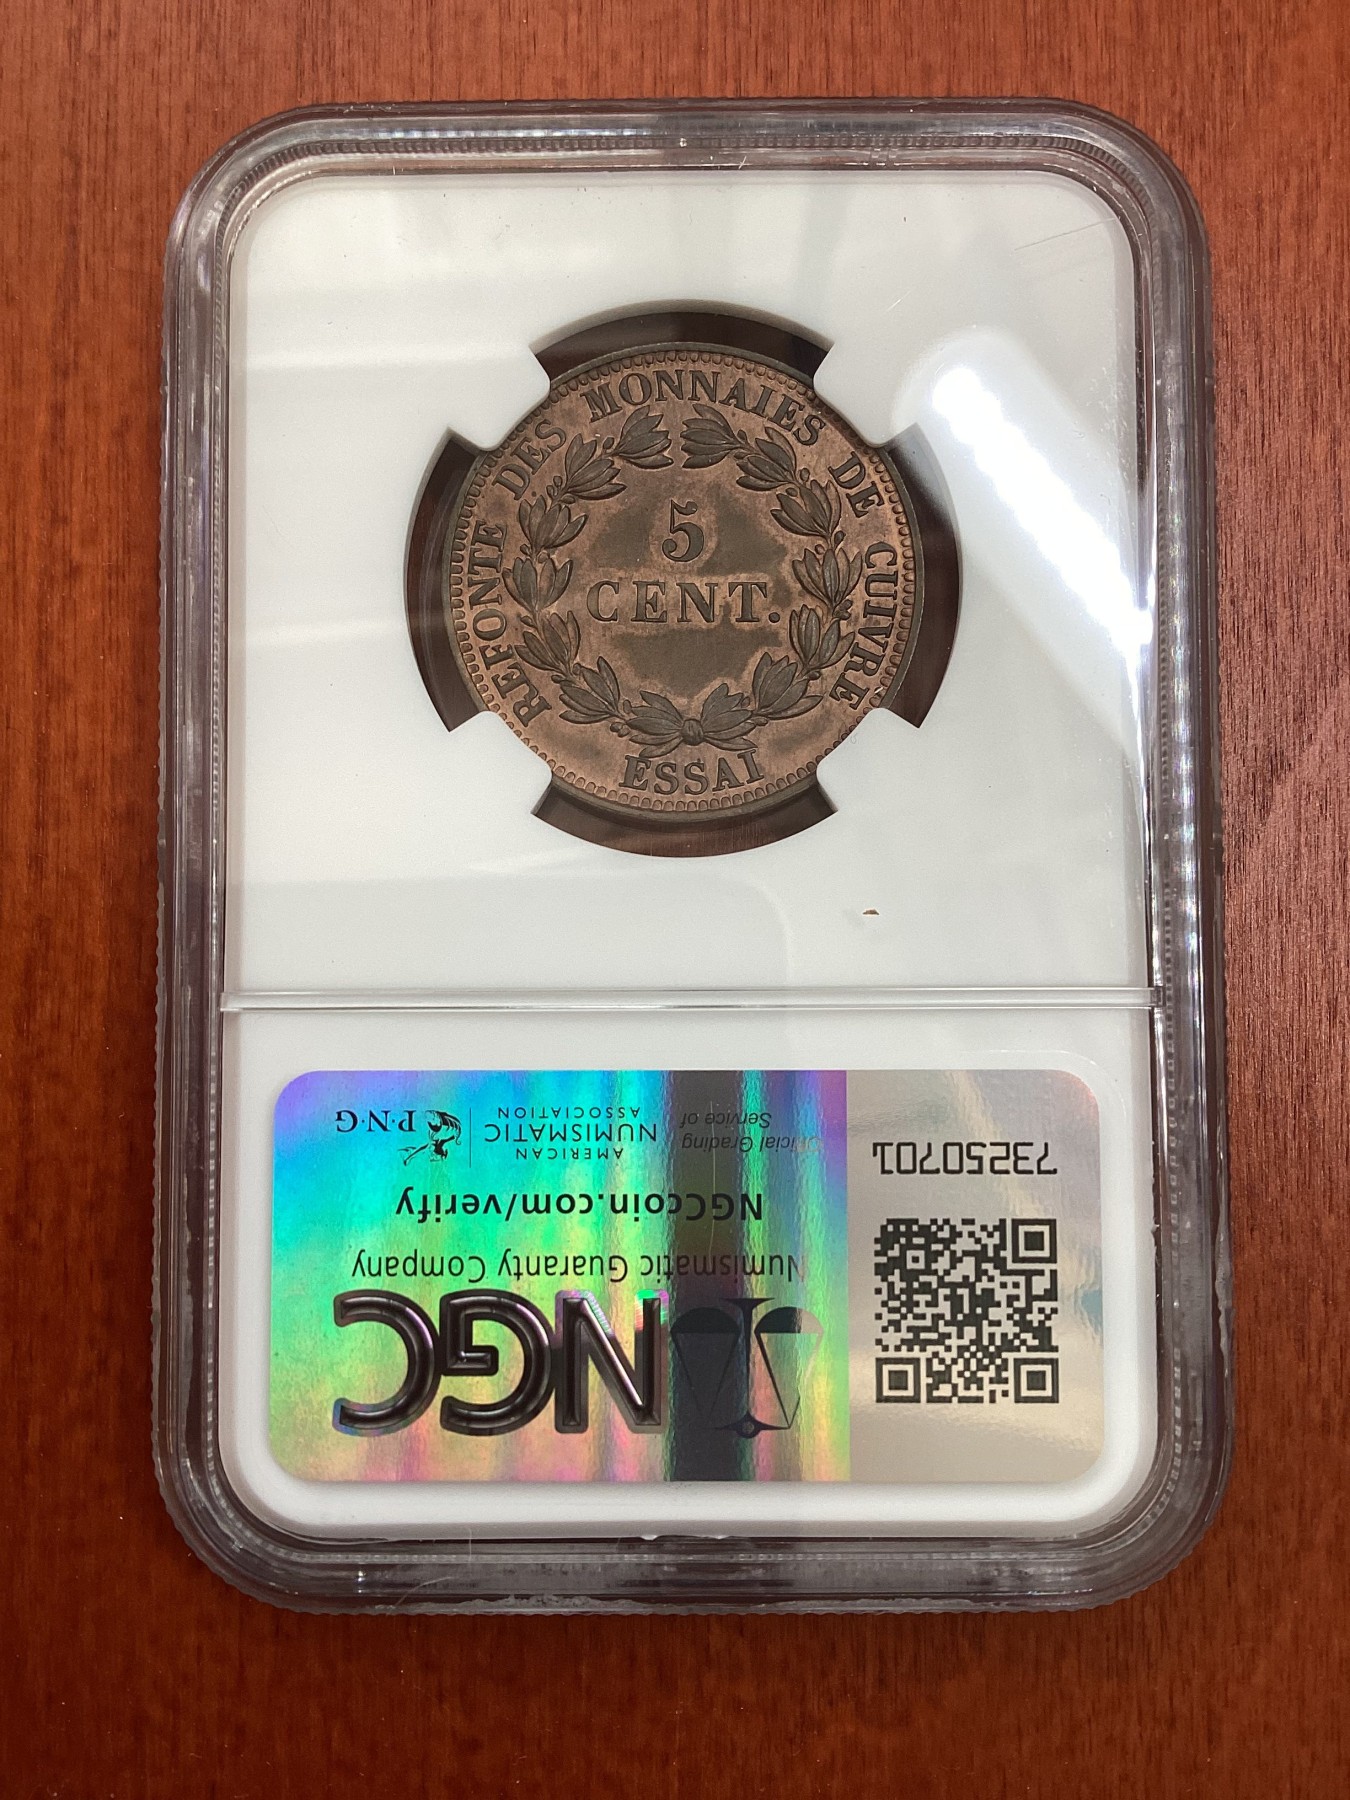 REFONTE DES MONNAIES DE CUIVRE
5
CENT.
ESSAI
NGC
Numismatic Guaranty Company
NGCcoin.com/verify
Official Grading
Service of
AMERICAN
NUMISMATIC
ASSOCIATION
P·N·G
73250701